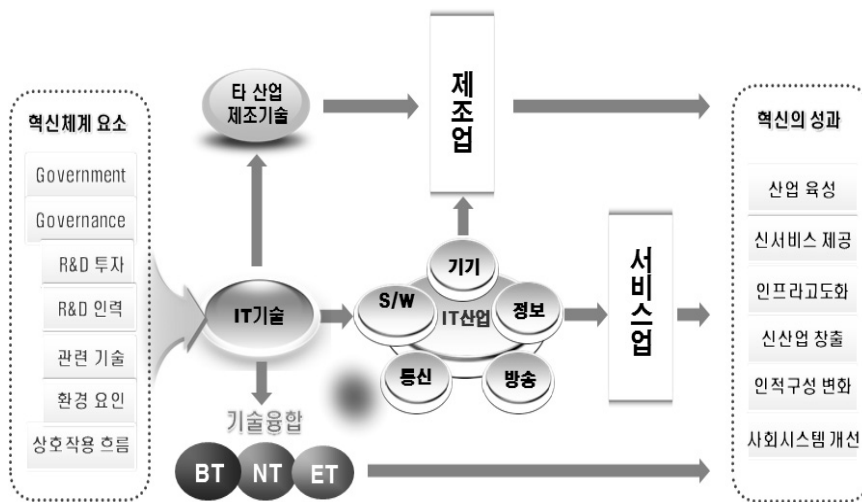 혁신체계 요소
Government
Governance
R&D 투자
R&D 인력
관련 기술
환경 요인
상호작용 흐름
타 산업
제조기술
IT기술
기술융합
BT
NT
ET
제조업
기기
S/W
IT산업
정보
통신
방송
서비스업
혁신의 성과
산업 육성
신서비스 제공
인프라고도화
신산업 창출
인적구성 변화
사회시스템 개선